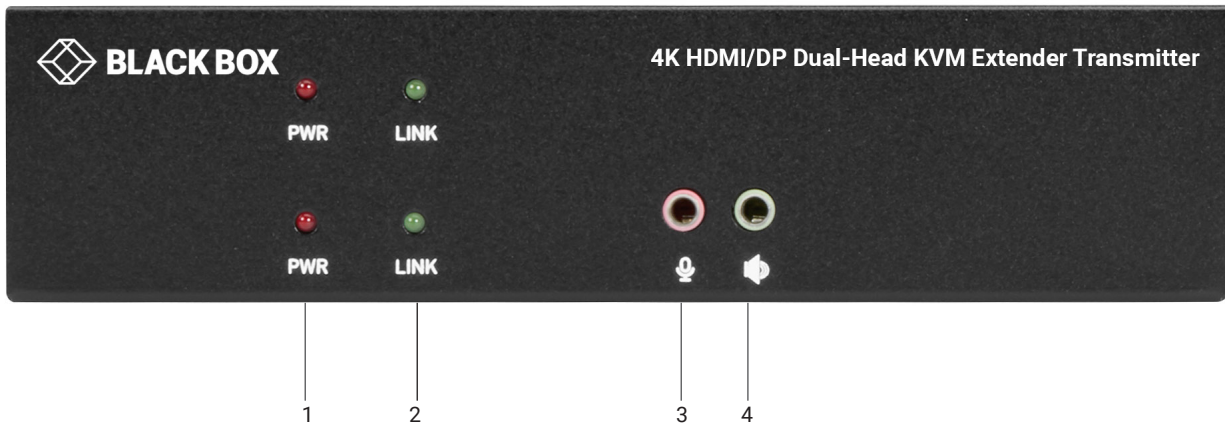 BLACK BOX
4K HDMI/DP Dual-Head KVM Extender Transmitter
PWR LINK
PWR LINK
1 2 3 4